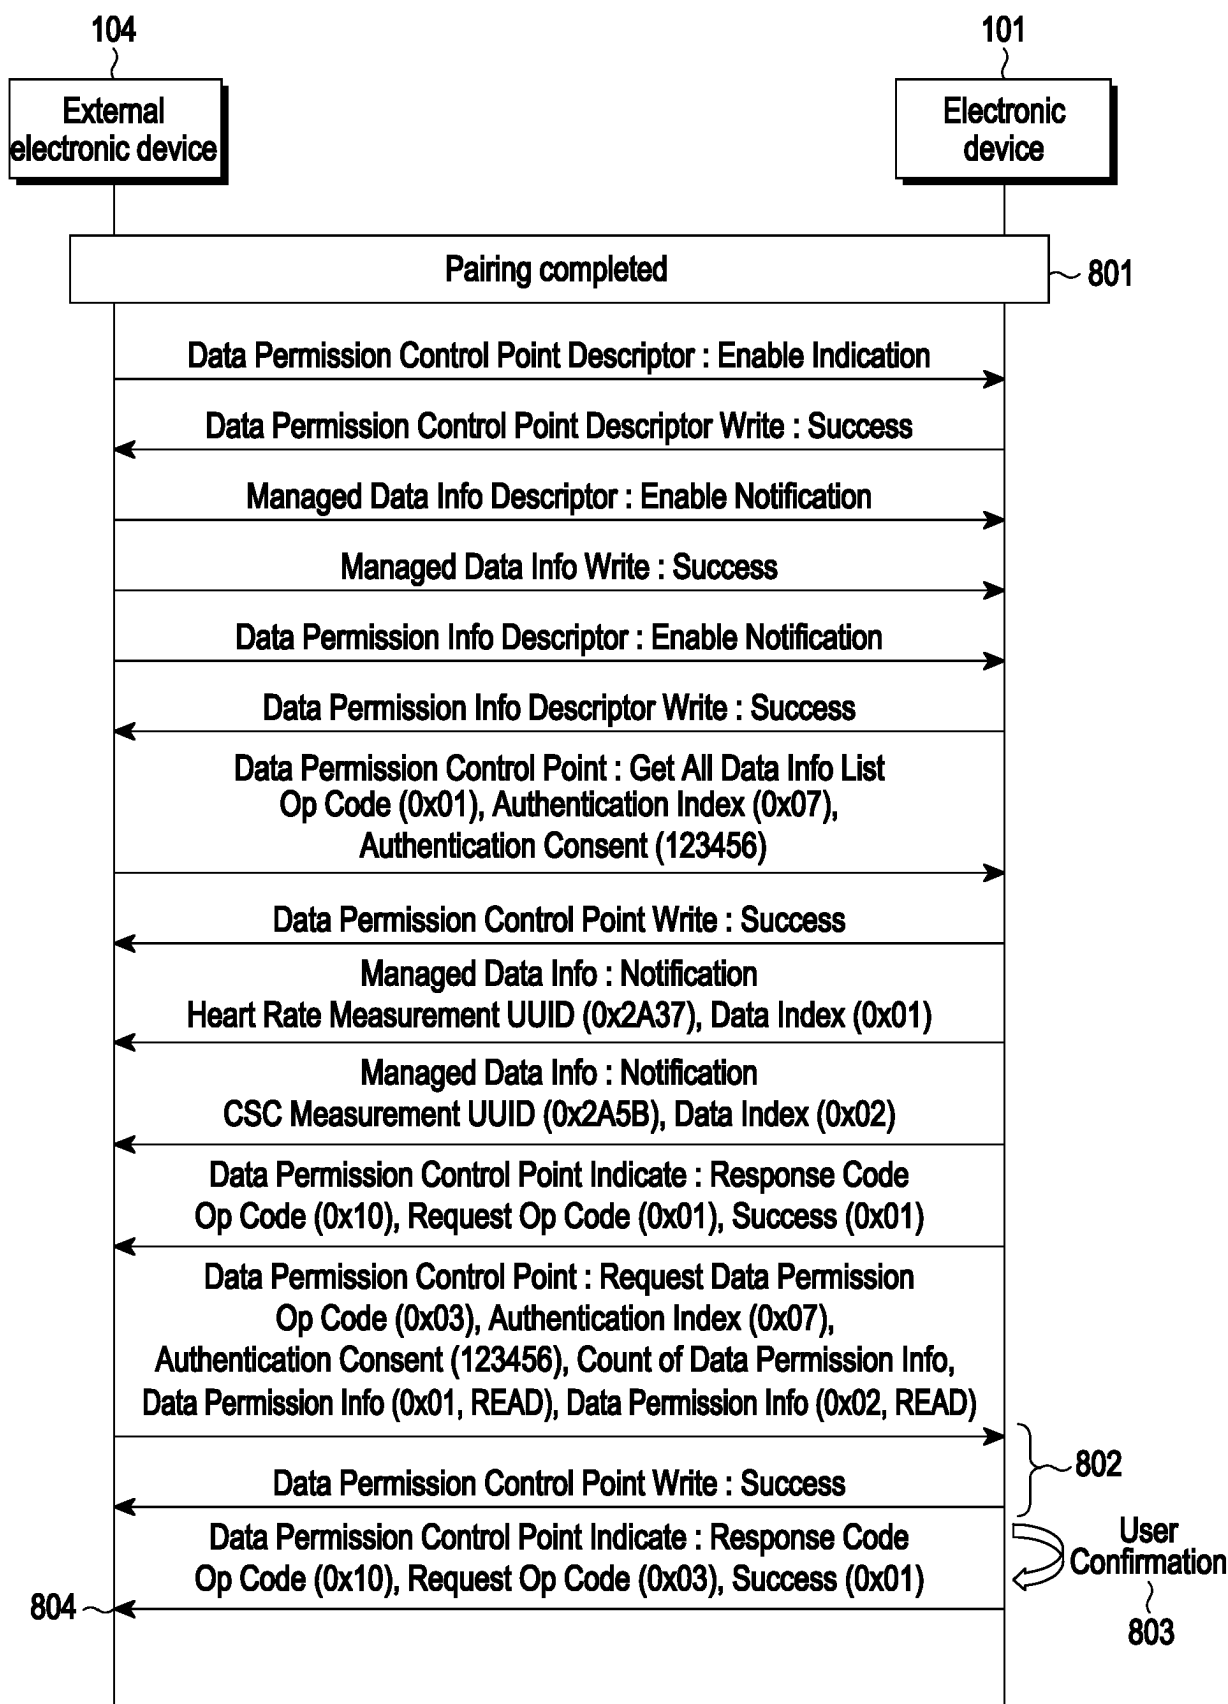 104
101
External
electronic device
Electronic
device
Pairing completed
801
Data Permission Control Point Descriptor : Enable Indication
Data Permission Control Point Descriptor Write : Success
Managed Data Info Descriptor : Enable Notification
Managed Data Info Write : Success
Data Permission Info Descriptor : Enable Notification
Data Permission Info Descriptor Write : Success
Data Permission Control Point : Get All Data Info List
Op Code (0x01), Authentication Index (0x07),
Authentication Consent (123456)
Data Permission Control Point Write : Success
Managed Data Info : Notification
Heart Rate Measurement UUID (0x2A37), Data Index (0x01)
Managed Data Info : Notification
CSC Measurement UUID (0x2A5B), Data Index (0x02)
Data Permission Control Point Indicate : Response Code
Op Code (0x10), Request Op Code (0x01), Success (0x01)
Data Permission Control Point : Request Data Permission
Op Code (0x03), Authentication Index (0x07),
Authentication Consent (123456), Count of Data Permission Info,
Data Permission Info (0x01, READ), Data Permission Info (0x02, READ)
802
Data Permission Control Point Write : Success
Data Permission Control Point Indicate : Response Code
Op Code (0x10), Request Op Code (0x03), Success (0x01)
User
Confirmation
804
803